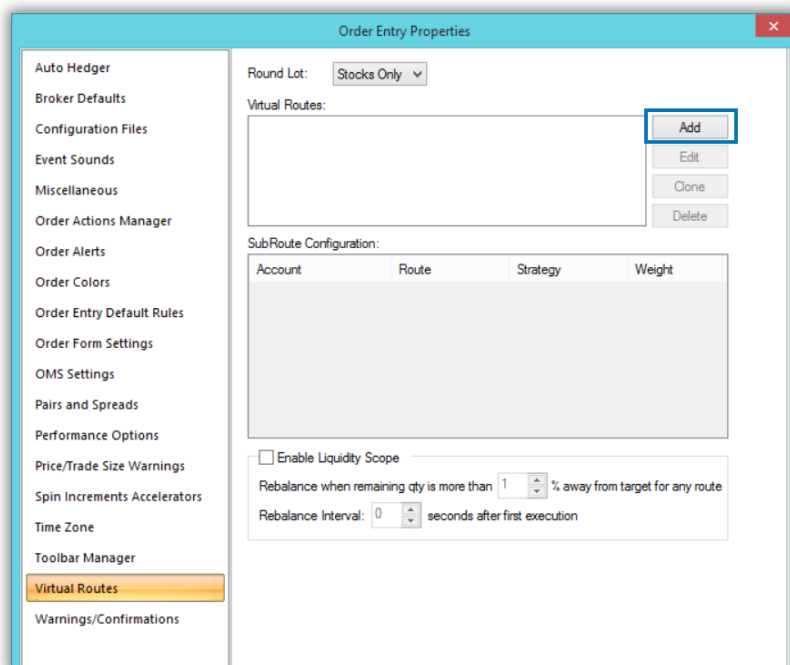 Order Entry Properties
Auto Hedger
Broker Defaults
Configuration Files
Event Sounds
Miscellaneous
Order Actions Manager
Order Alerts
Order Colors
Order Entry Default Rules
Order Form Settings
OMS Settings
Pairs and Spreads
Performance Options
Price/Trade Size Warnings
Spin Increments Accelerators
Time Zone
Toolbar Manager
Virtual Routes
Warnings/Confirmations
Round Lot: Stocks Only
Virtual Routes:
Add
Edit
Clone
Delete
SubRoute Configuration:
Account Route Strategy Weight
Enable Liquidity Scope
Rebalance when remaining qty is more than 1 % away from target for any route
Rebalance Interval: 0 seconds after first execution